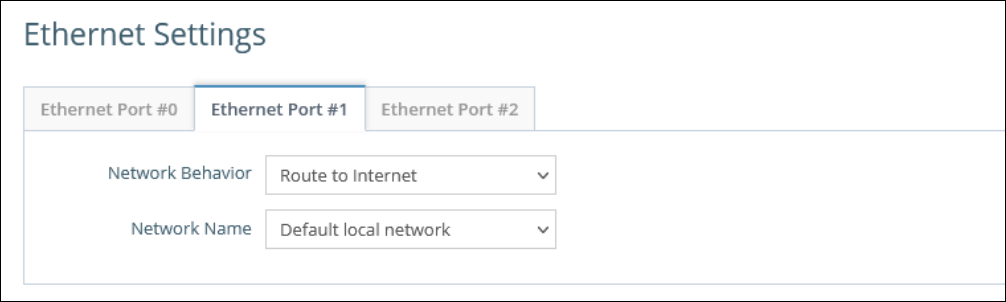 Ethernet Settings
Ethernet Port #0 Ethernet Port #1 Ethernet Port #2
Network Behavior Route to Internet
Network Name Default local network